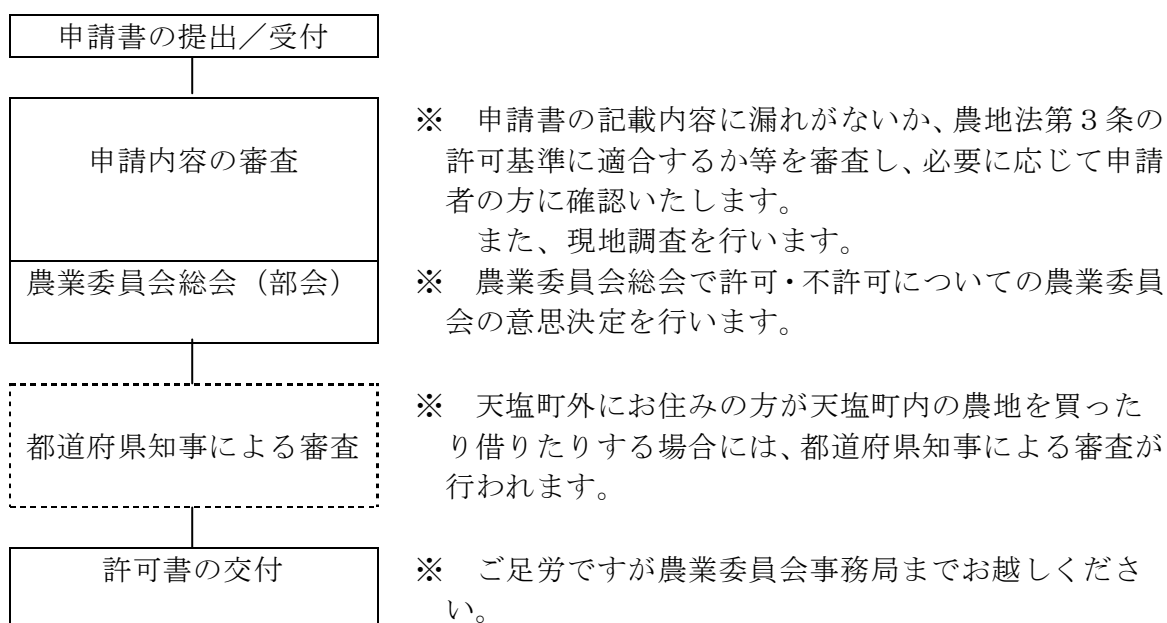 申請書の提出／受付
申請内容の審査
※　申請書の記載内容に漏れがないか、農地法第３条の
許可基準に適合するか等を審査し、必要に応じて申請
者の方に確認いたします。
また、現地調査を行います。
農業委員会総会（部会）
※　農業委員会総会で許可・不許可についての農業委員
会の意思決定を行います。
都道府県知事による審査
※　天塩町外にお住みの方が天塩町内の農地を買った
り借りたりする場合には、都道府県知事による審査が
行われます。
許可書の交付
※　ご足労ですが農業委員会事務局までお越しくださ
い。